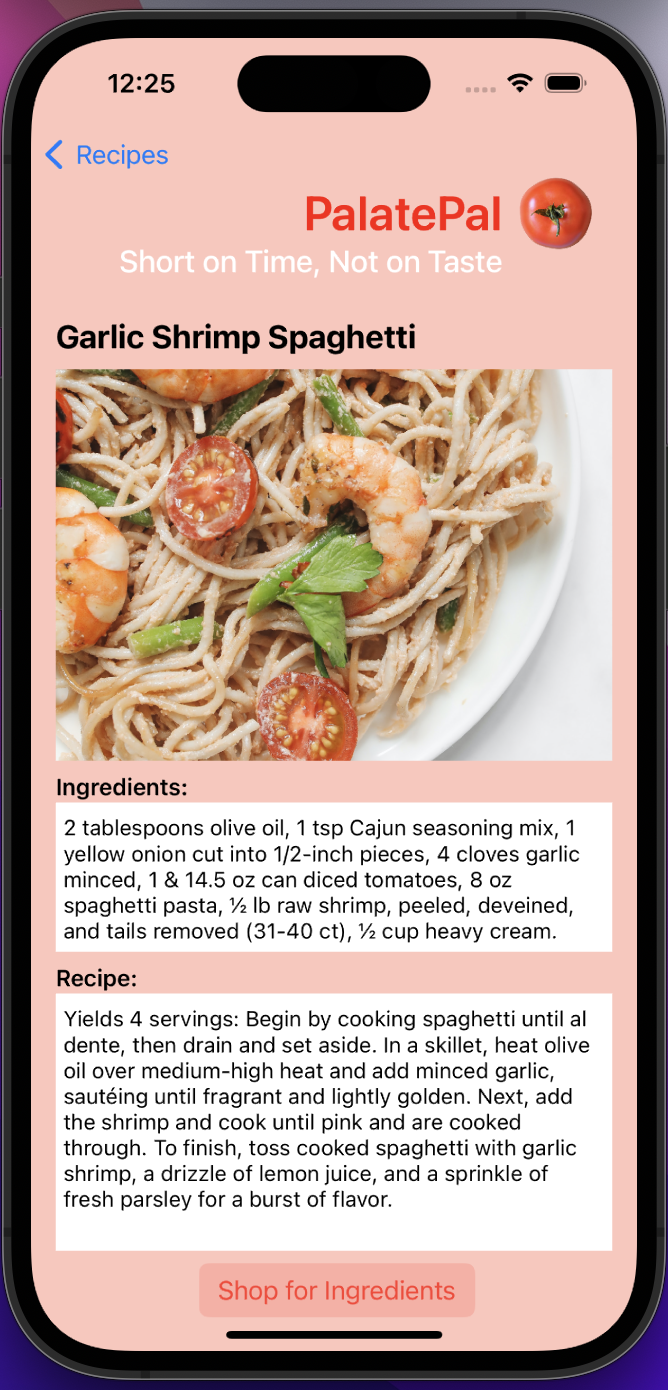 12:25
Recipes
PalatePal
Short on Time, Not on Taste
Garlic Shrimp Spaghetti
Ingredients:
2 tablespoons olive oil, 1 tsp Cajun seasoning mix, 1
yellow onion cut into 1/2-inch pieces, 4 cloves garlic
minced, 1 & 14.5 oz can diced tomatoes, 8 oz
spaghetti pasta, ½ lb raw shrimp, peeled, deveined,
and tails removed (31-40 ct), ½ cup heavy cream.
Recipe:
Yields 4 servings: Begin by cooking spaghetti until al
dente, then drain and set aside. In a skillet, heat olive
oil over medium-high heat and add minced garlic,
sautéing until fragrant and lightly golden. Next, add
the shrimp and cook until pink and are cooked
through. To finish, toss cooked spaghetti with garlic
shrimp, a drizzle of lemon juice, and a sprinkle of
fresh parsley for a burst of flavor.
Shop for Ingredients